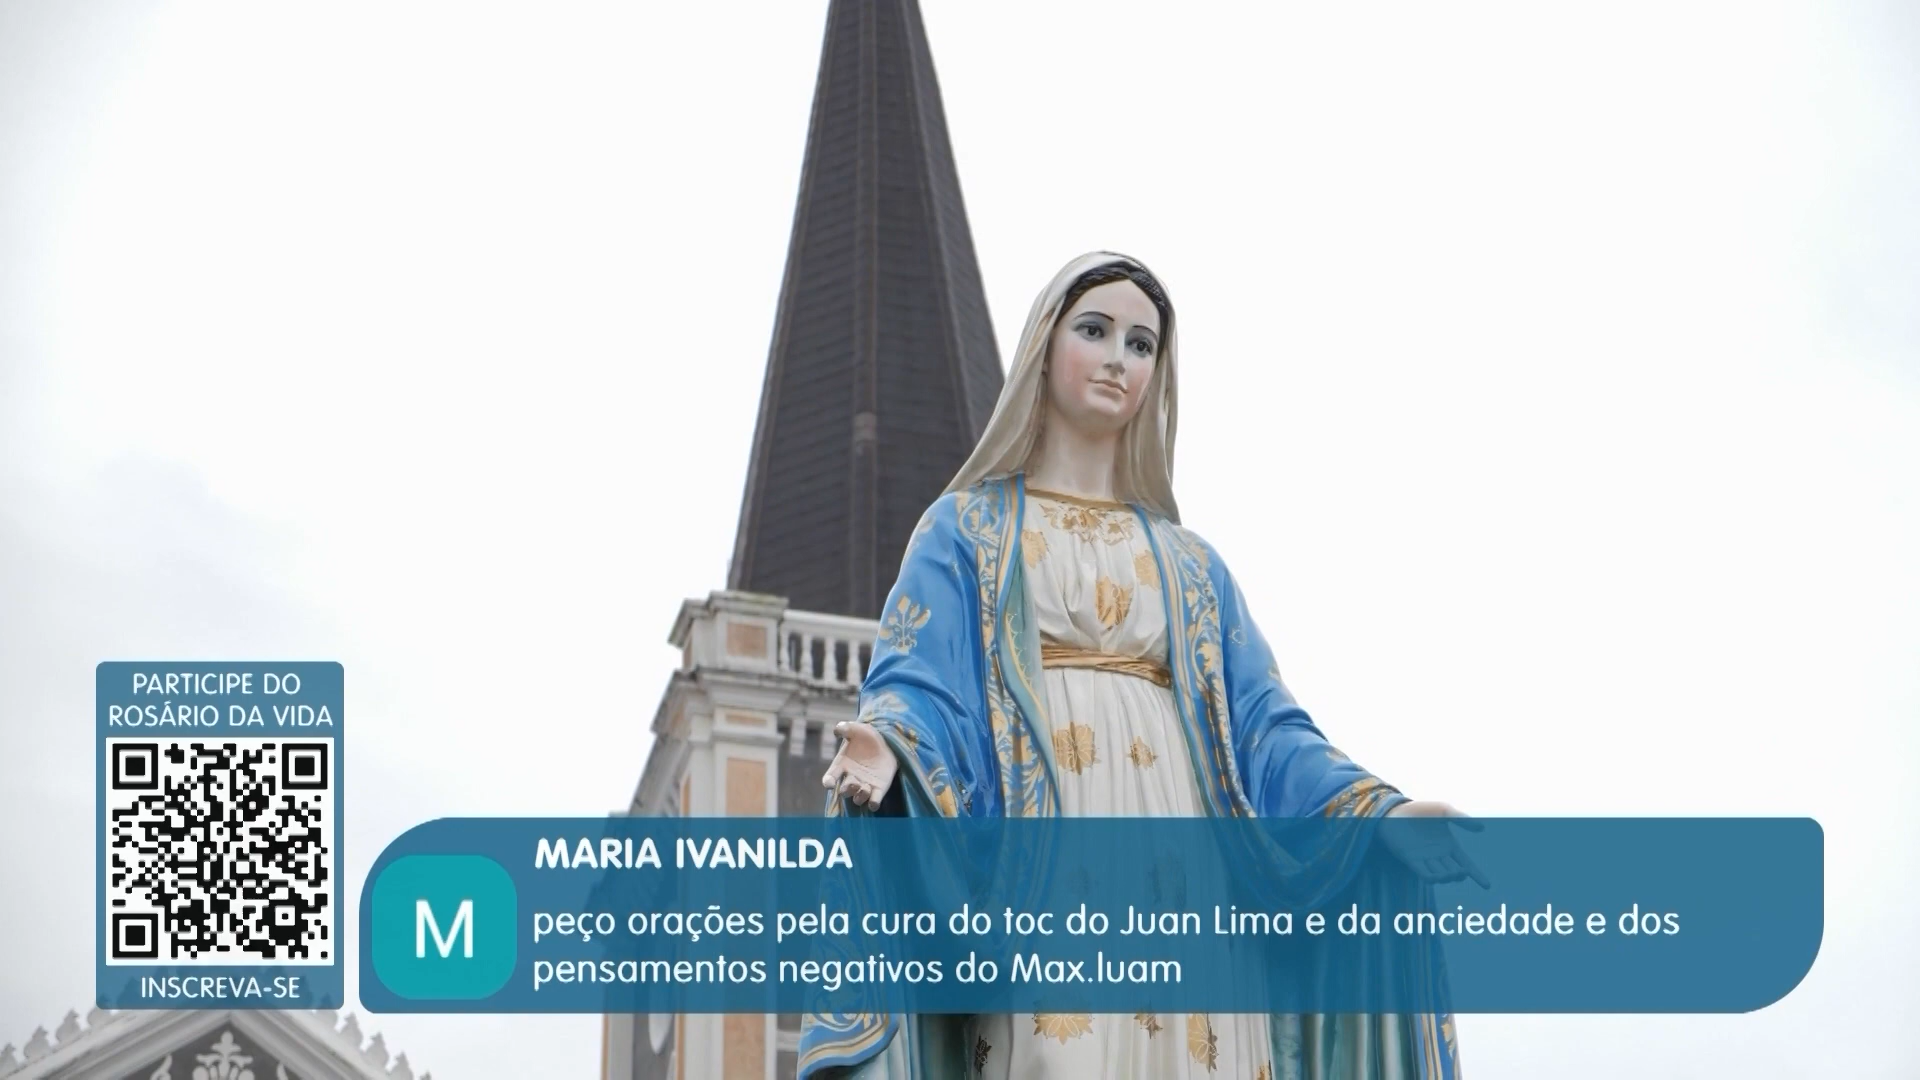 PARTICIPE DO
ROSÁRIO DA VIDA
INSCREVA-SE
MARIA IVANILDA
M
peço orações pela cura do toc do Juan Lima e da anciedade e dos
pensamentos negativos do Max.luam